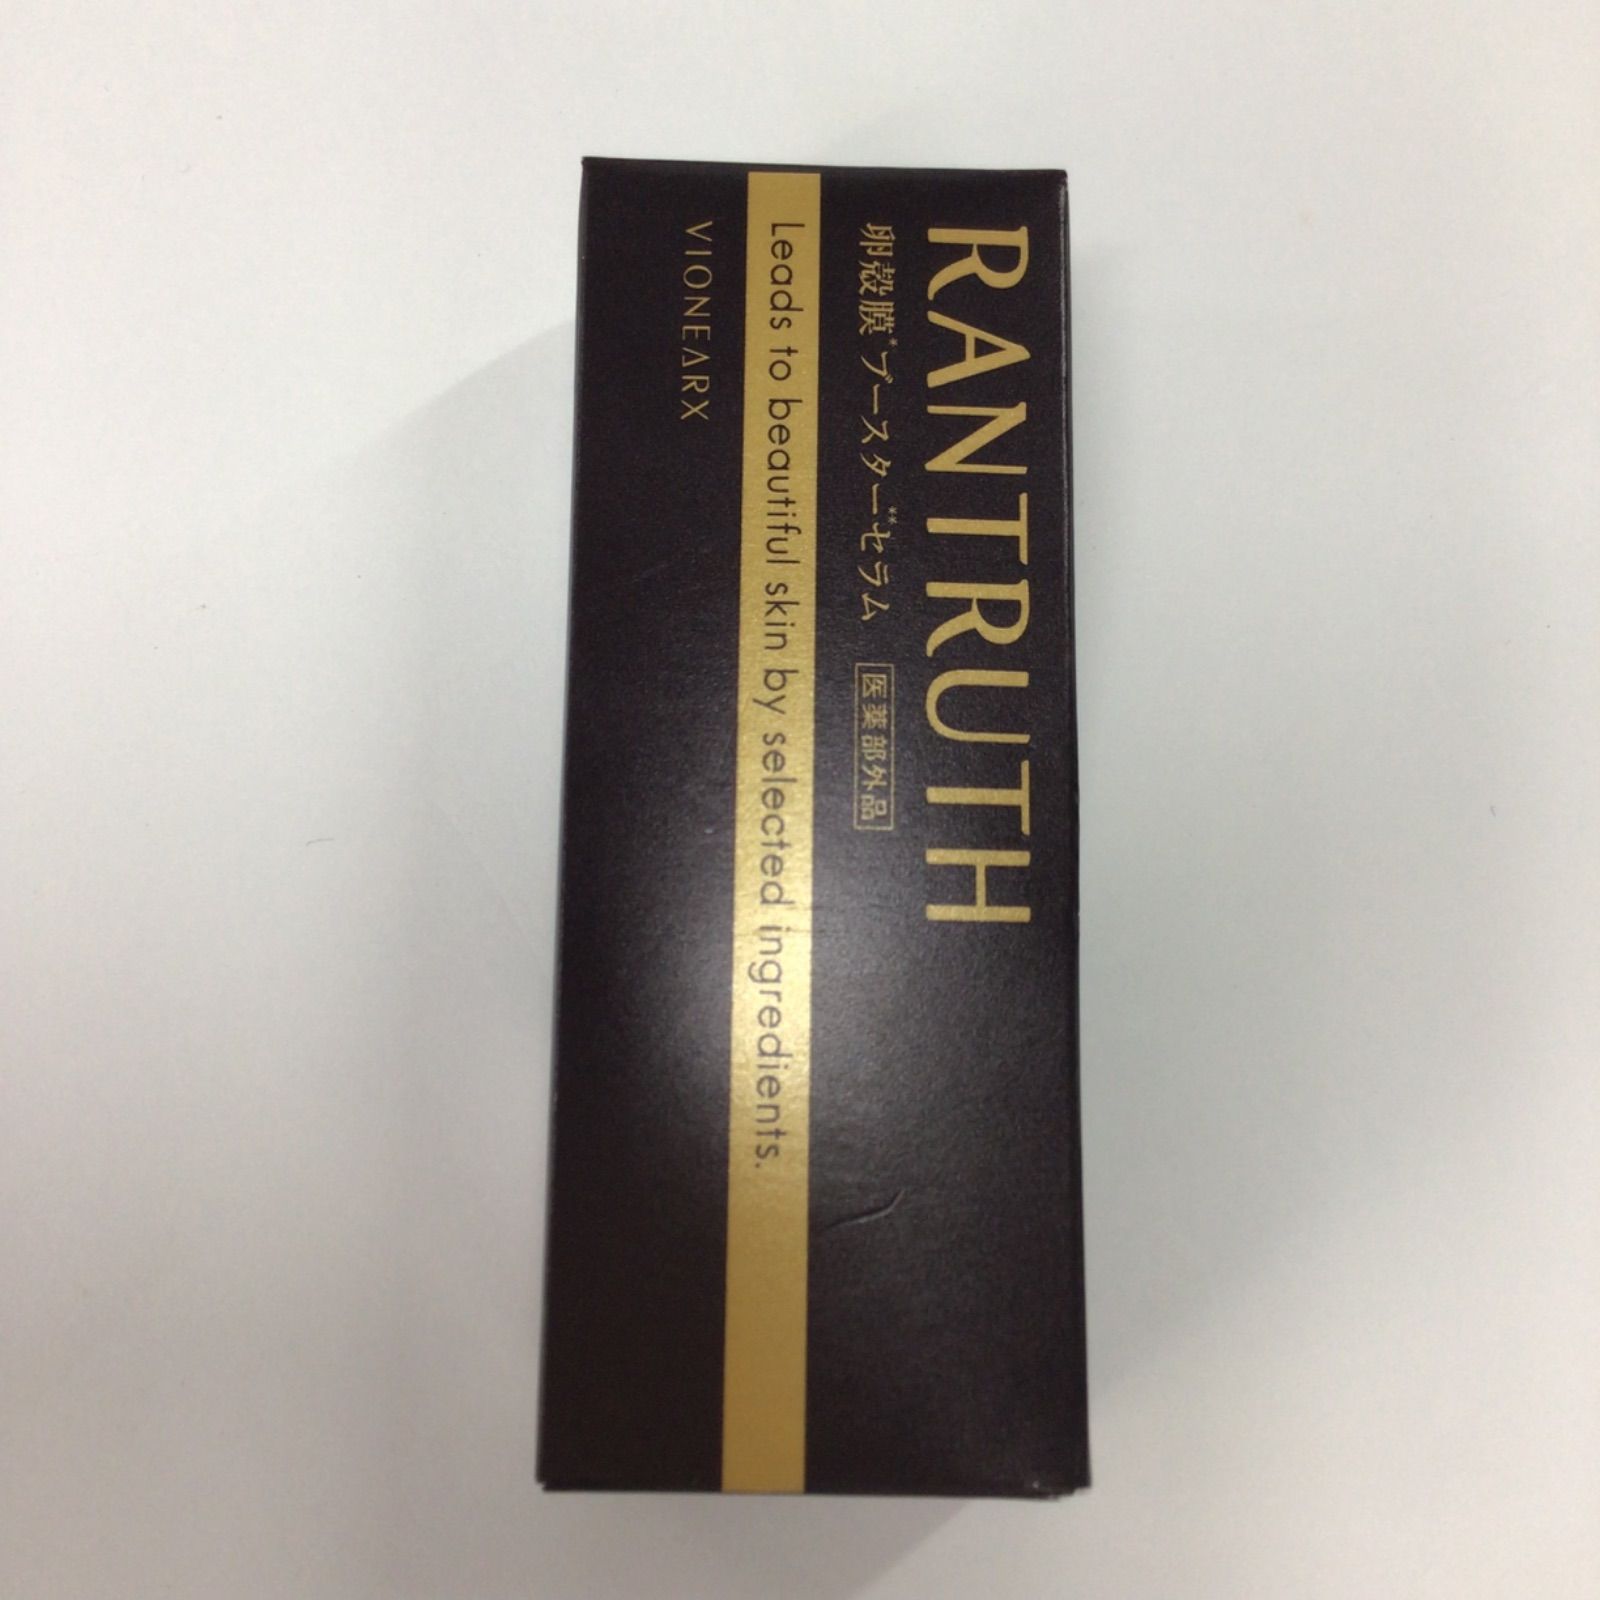 RANTRUTH
卵殻膜*ブースター**セラム 医薬部外品
Leads to beautiful skin by selected ingredients.
VIONEARX